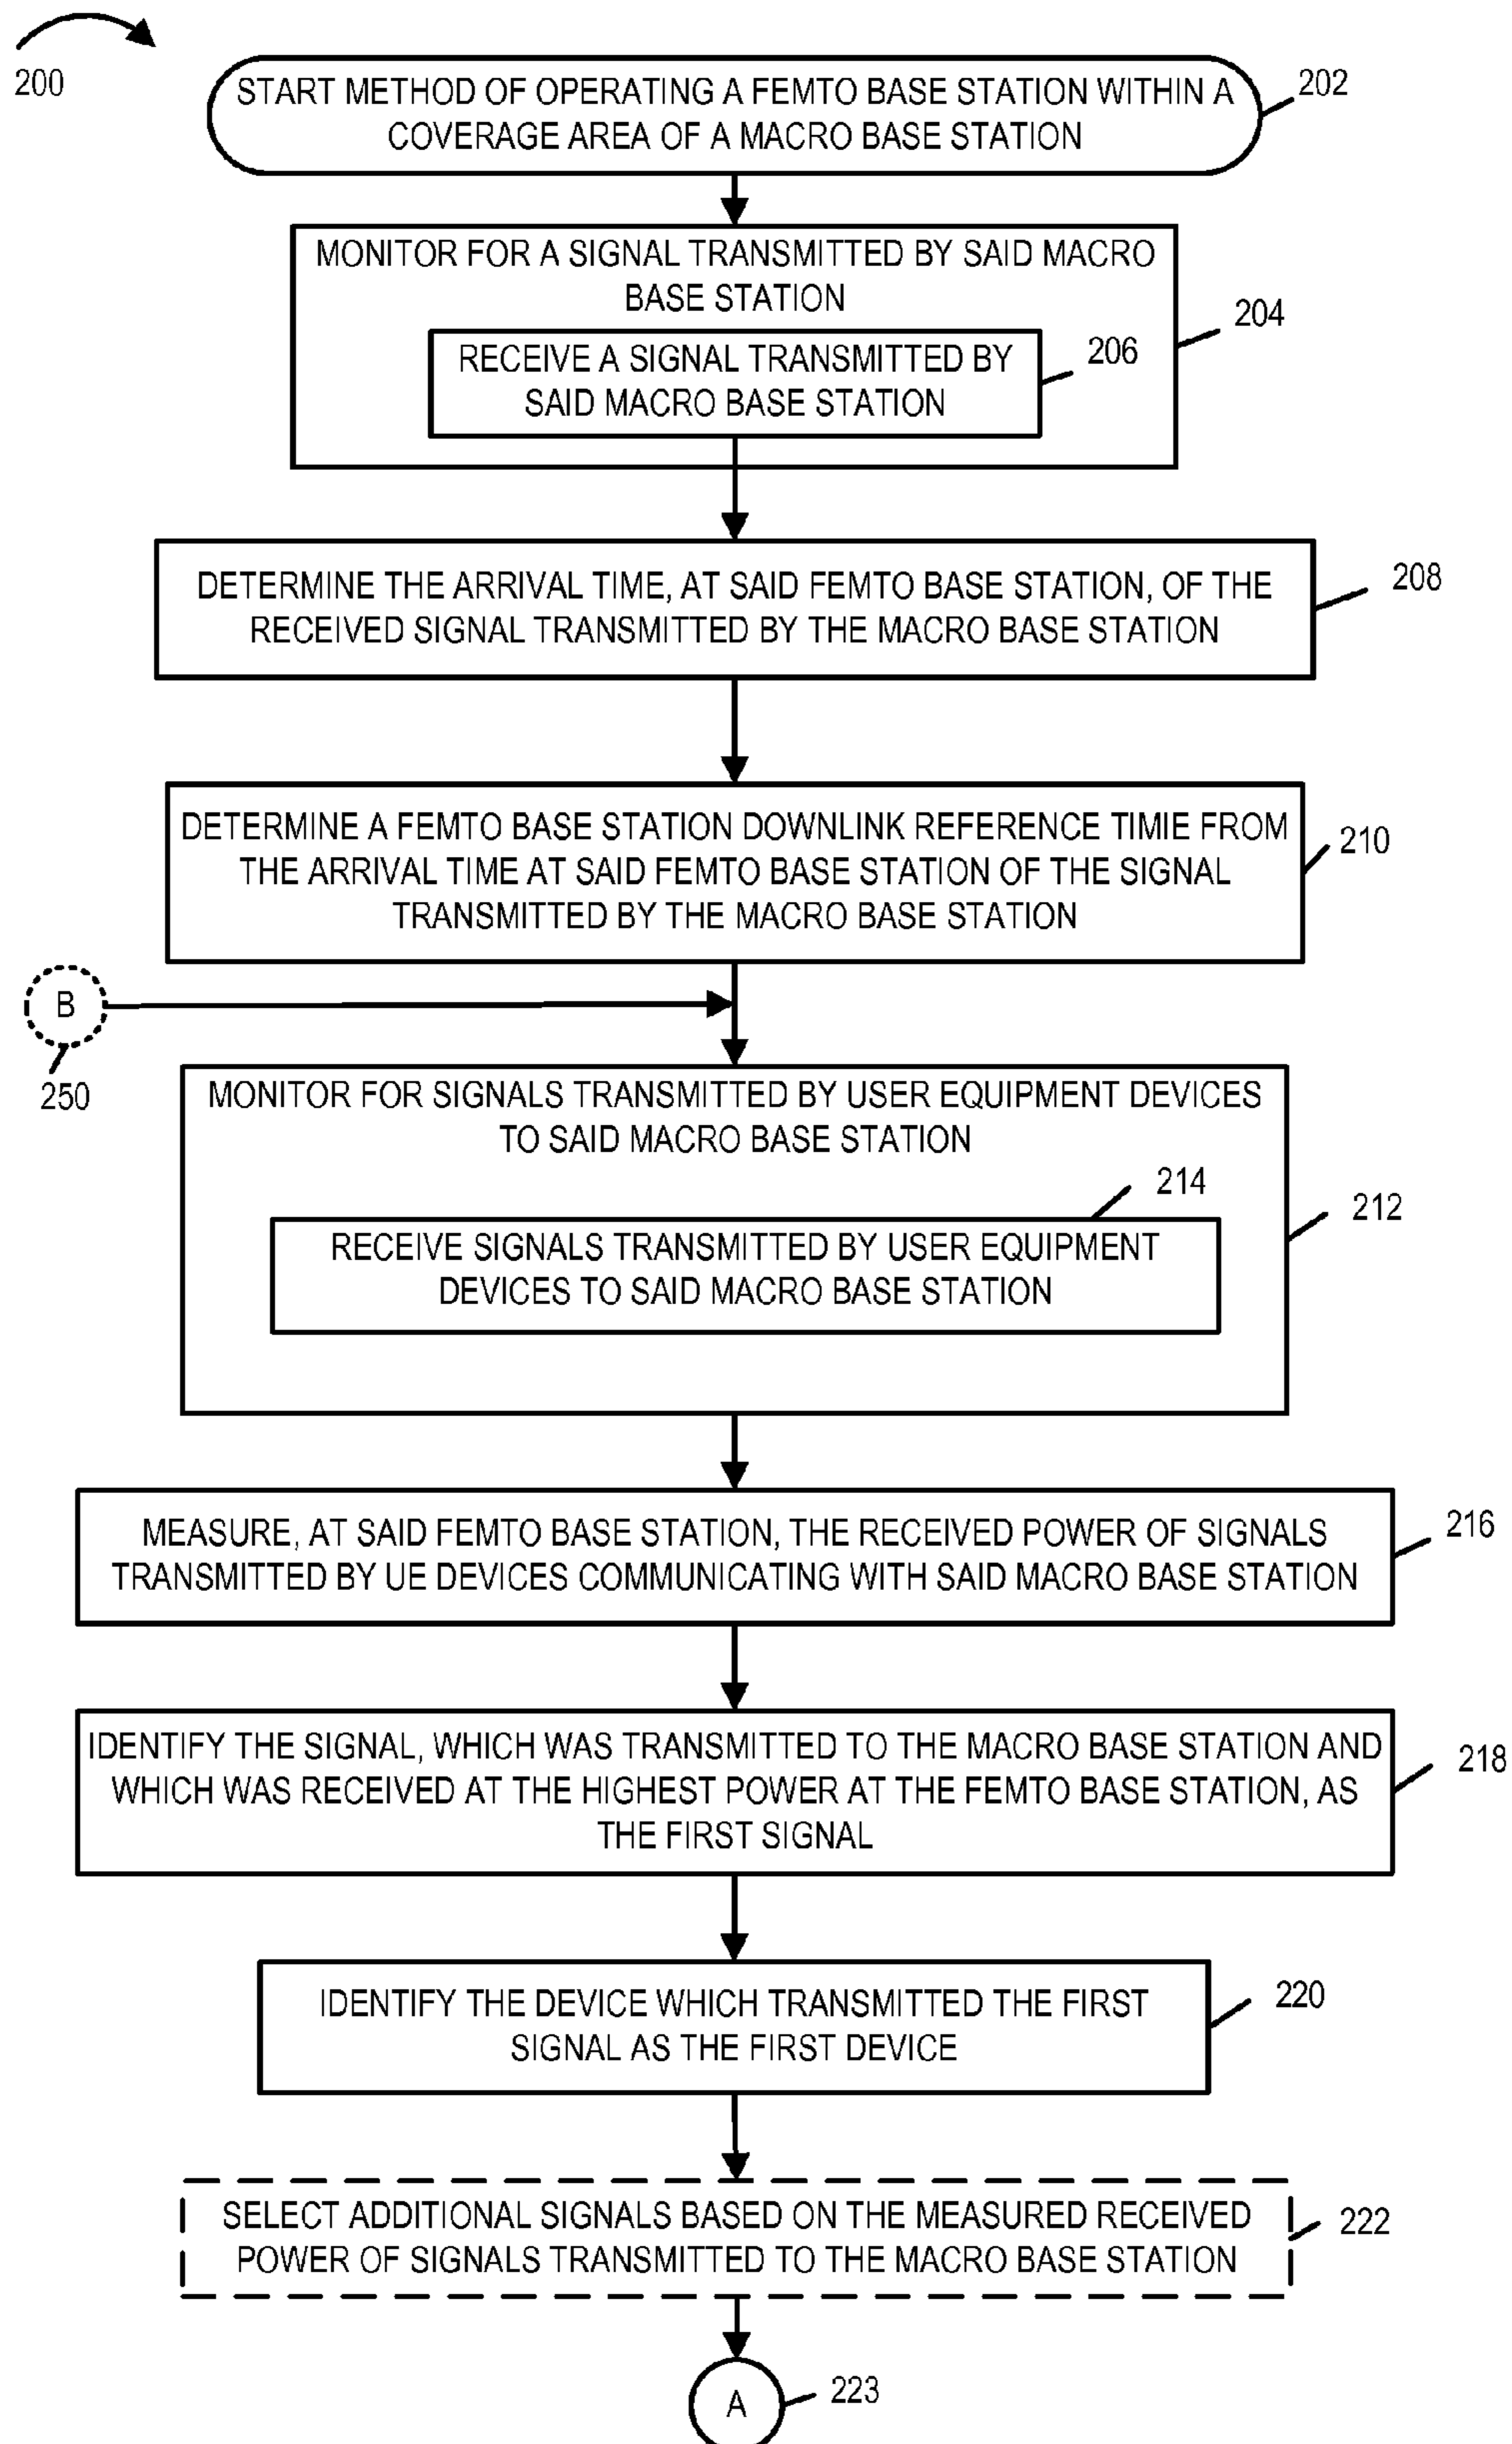 200
START METHOD OF OPERATING A FEMTO BASE STATION WITHIN A
COVERAGE AREA OF A MACRO BASE STATION
202
MONITOR FOR A SIGNAL TRANSMITTED BY SAID MACRO
BASE STATION
204
RECEIVE A SIGNAL TRANSMITTED BY
SAID MACRO BASE STATION
206
DETERMINE THE ARRIVAL TIME, AT SAID FEMTO BASE STATION, OF THE
RECEIVED SIGNAL TRANSMITTED BY THE MACRO BASE STATION
208
DETERMINE A FEMTO BASE STATION DOWNLINK REFERENCE TIMIE FROM
THE ARRIVAL TIME AT SAID FEMTO BASE STATION OF THE SIGNAL
TRANSMITTED BY THE MACRO BASE STATION
210
B
250
MONITOR FOR SIGNALS TRANSMITTED BY USER EQUIPMENT DEVICES
TO SAID MACRO BASE STATION
212
214
RECEIVE SIGNALS TRANSMITTED BY USER EQUIPMENT
DEVICES TO SAID MACRO BASE STATION
MEASURE, AT SAID FEMTO BASE STATION, THE RECEIVED POWER OF SIGNALS
TRANSMITTED BY UE DEVICES COMMUNICATING WITH SAID MACRO BASE STATION
216
IDENTIFY THE SIGNAL, WHICH WAS TRANSMITTED TO THE MACRO BASE STATION AND
WHICH WAS RECEIVED AT THE HIGHEST POWER AT THE FEMTO BASE STATION, AS
THE FIRST SIGNAL
218
IDENTIFY THE DEVICE WHICH TRANSMITTED THE FIRST
SIGNAL AS THE FIRST DEVICE
220
SELECT ADDITIONAL SIGNALS BASED ON THE MEASURED RECEIVED
POWER OF SIGNALS TRANSMITTED TO THE MACRO BASE STATION
222
A
223